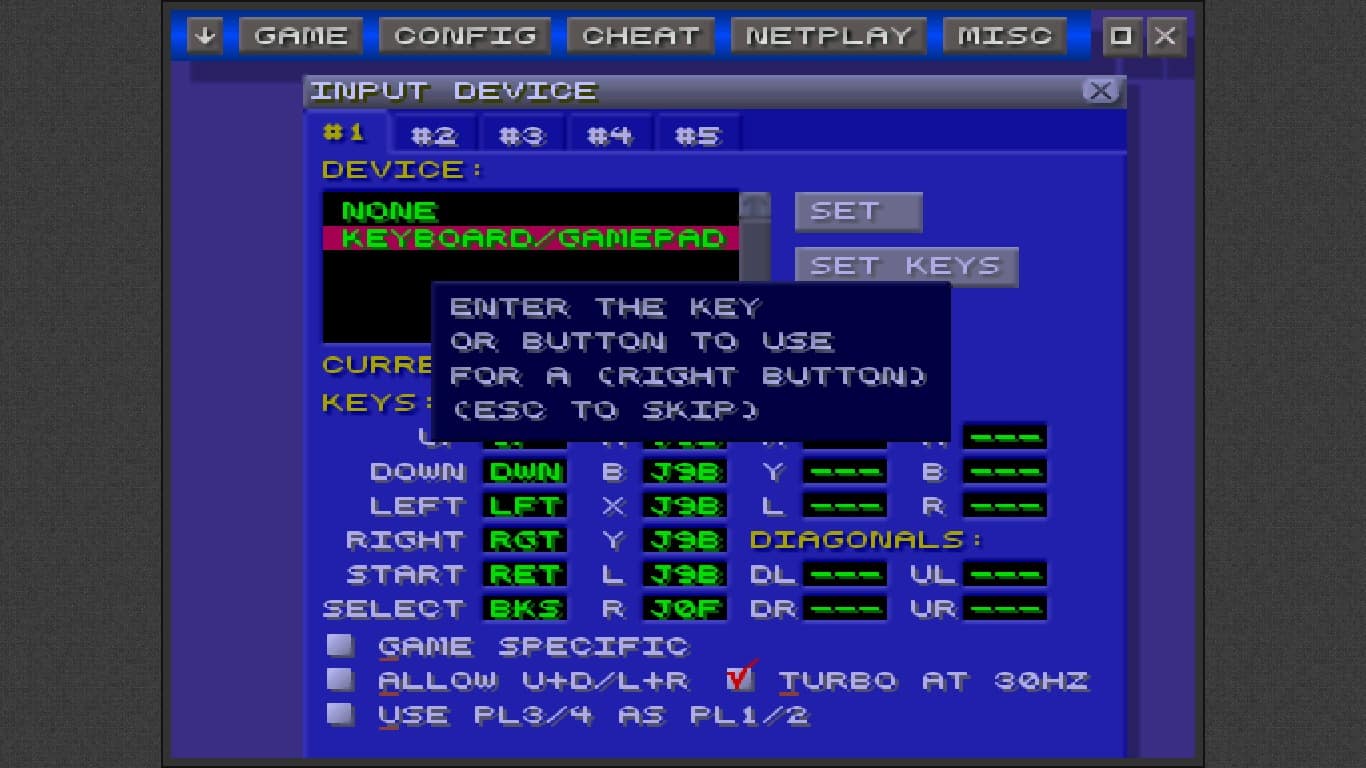 GAME CONFIG CHEAT NETPLAY MISC
INPUT DEVICE
#1 #2 #3 #4 #5
DEVICE:
NONE
KEYBOARD/GAMEPAD
SET
SET KEYS
ENTER THE KEY
OR BUTTON TO USE
FOR A (RIGHT BUTTON)
(ESC TO SKIP)
KEYS:
---
DOWN DWN B J9B Y --- B ---
LEFT LFT X J9B L --- R ---
RIGHT RGT Y J9B DIAGONALS:
START RET L J9B DL --- UL ---
SELECT BKS R J0F DR --- UR ---
GAME SPECIFIC
ALLOW U+D/L+R TURBO AT 30HZ
USE PL3/4 AS PL1/2